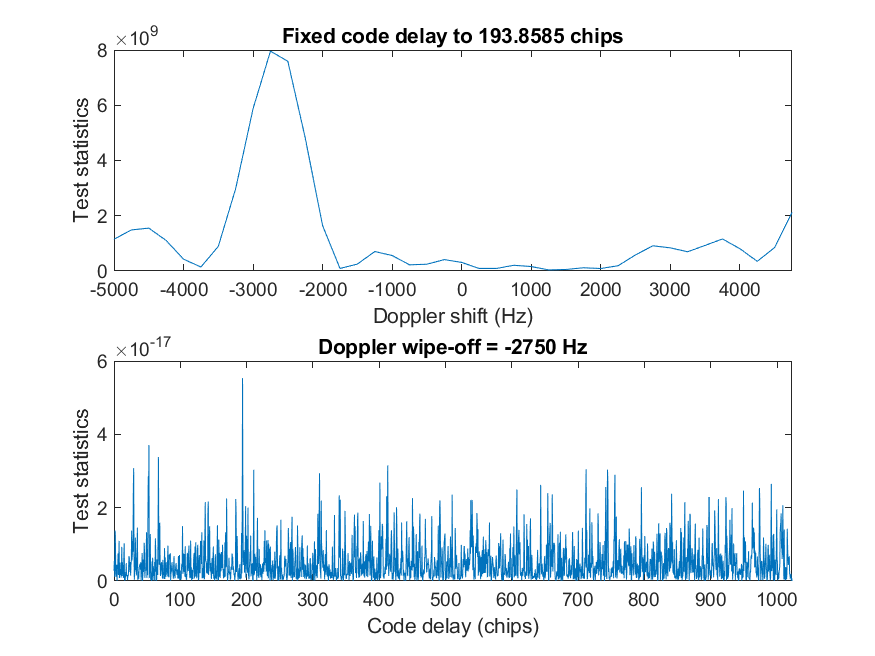 Fixed code delay to 193.8585 chips
×10^9
8
6
4
2
0
Test statistics
-5000 -4000 -3000 -2000 -1000 0 1000 2000 3000 4000
Doppler shift (Hz)
Doppler wipe-off = -2750 Hz
×10^-17
6
4
2
0
Test statistics
0 100 200 300 400 500 600 700 800 900 1000
Code delay (chips)